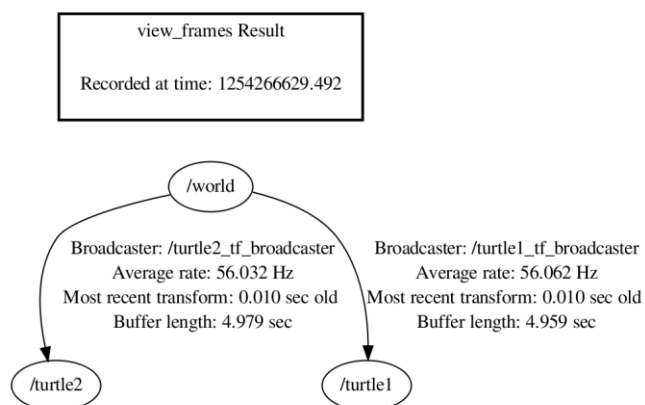 view_frames Result
Recorded at time: 1254266629.492
/world
Broadcaster: /turtle2_tf_broadcaster
Average rate: 56.032 Hz
Most recent transform: 0.010 sec old
Buffer length: 4.979 sec
Broadcaster: /turtle1_tf_broadcaster
Average rate: 56.062 Hz
Most recent transform: 0.010 sec old
Buffer length: 4.959 sec
/turtle2
/turtle1